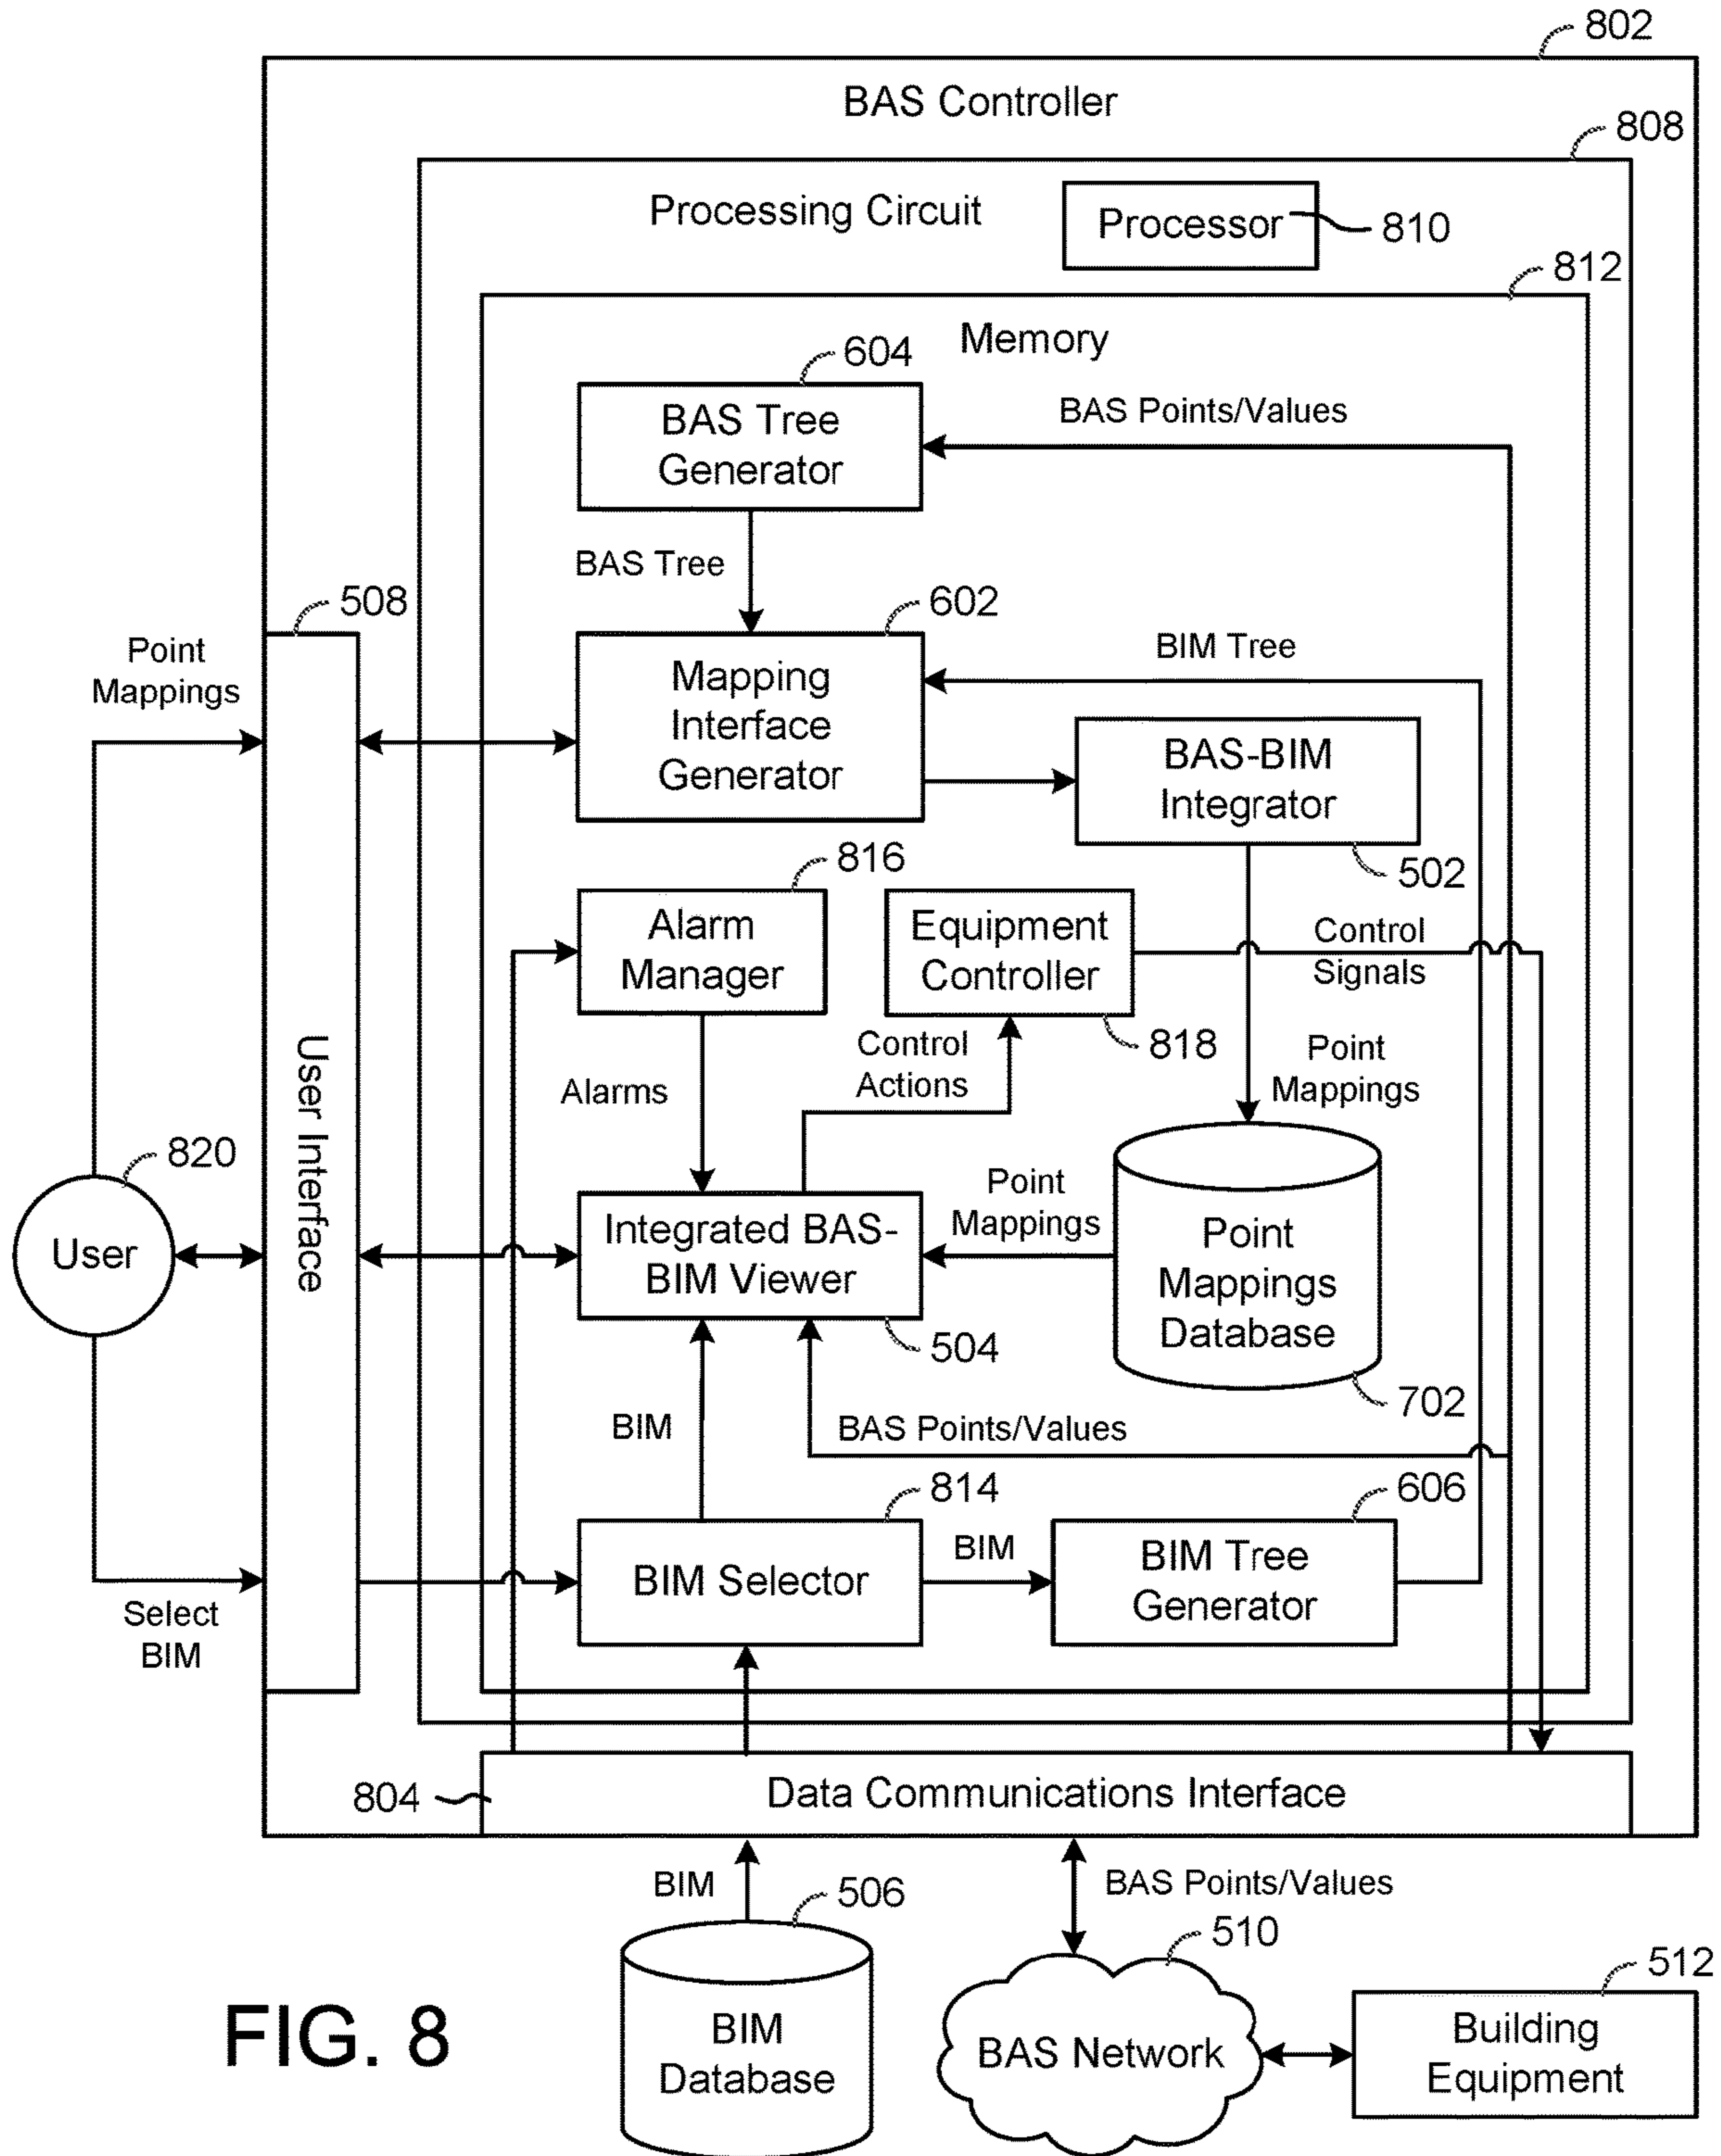 802
BAS Controller
808
Processing Circuit
Processor
810
812
Memory
604
BAS Tree
Generator
BAS Points/Values
BAS Tree
508
602
Point
Mappings
BIM Tree
Mapping
Interface
Generator
BAS-BIM
Integrator
502
816
Alarm
Manager
Equipment
Controller
818
Control
Signals
User Interface
Alarms
Control
Actions
Point
Mappings
820
User
Integrated BAS-
BIM Viewer
504
Point
Mappings
Point
Mappings
Database
702
BIM
BAS Points/Values
814
606
BIM Selector
BIM
BIM Tree
Generator
Select
BIM
804
Data Communications Interface
BIM
506
BAS Points/Values
510
512
FIG. 8
BIM
Database
BAS Network
Building
Equipment